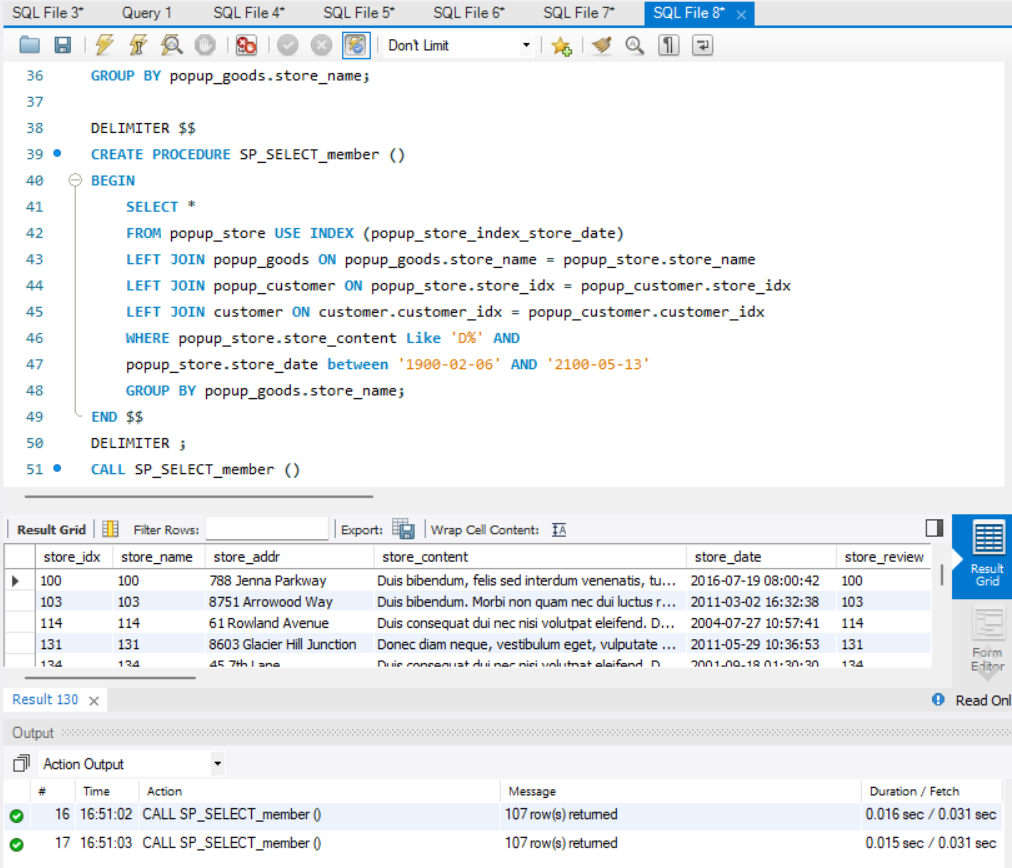 SQL File 3* Query 1 SQL File 4* SQL File 5* SQL File 6* SQL File 7* SQL File 8*
Don't Limit
36 GROUP BY popup_goods.store_name;
37
38 DELIMITER $$
39 CREATE PROCEDURE SP_SELECT_member ()
40 BEGIN
41 SELECT *
42 FROM popup_store USE INDEX (popup_store_index_store_date)
43 LEFT JOIN popup_goods ON popup_goods.store_name = popup_store.store_name
44 LEFT JOIN popup_customer ON popup_store.store_idx = popup_customer.store_idx
45 LEFT JOIN customer ON customer.customer_idx = popup_customer.customer_idx
46 WHERE popup_store.store_content Like 'D%' AND
47 popup_store.store_date between '1900-02-06' AND '2100-05-13'
48 GROUP BY popup_goods.store_name;
49 END $$
50 DELIMITER ;
51 CALL SP_SELECT_member ()
Result Grid Filter Rows: Export: Wrap Cell Content:
store_idx store_name store_addr store_content store_date store_review
100 100 788 Jenna Parkway Duis bibendum, felis sed interdum venenatis, tu... 2016-07-19 08:00:42 100
103 103 8751 Arrowood Way Duis bibendum. Morbi non quam nec dui luctus r... 2011-03-02 16:32:38 103
114 114 61 Rowland Avenue Duis consequat dui nec nisi volutpat eleifend. D... 2004-07-27 10:57:41 114
131 131 8603 Glacier Hill Junction Donec diam neque, vestibulum eget, vulputate ... 2011-05-29 10:36:53 131
134 134 45 7th Lane Duis consequat dui nec nisi volutpat eleifend. D... 2001-09-18 01:30:30 134
Result
Grid
Form
Editor
Result 130
Read Onl
Output
Action Output
# Time Action Message Duration / Fetch
16 16:51:02 CALL SP_SELECT_member () 107 row(s) returned 0.016 sec / 0.031 sec
17 16:51:03 CALL SP_SELECT_member () 107 row(s) returned 0.015 sec / 0.031 sec